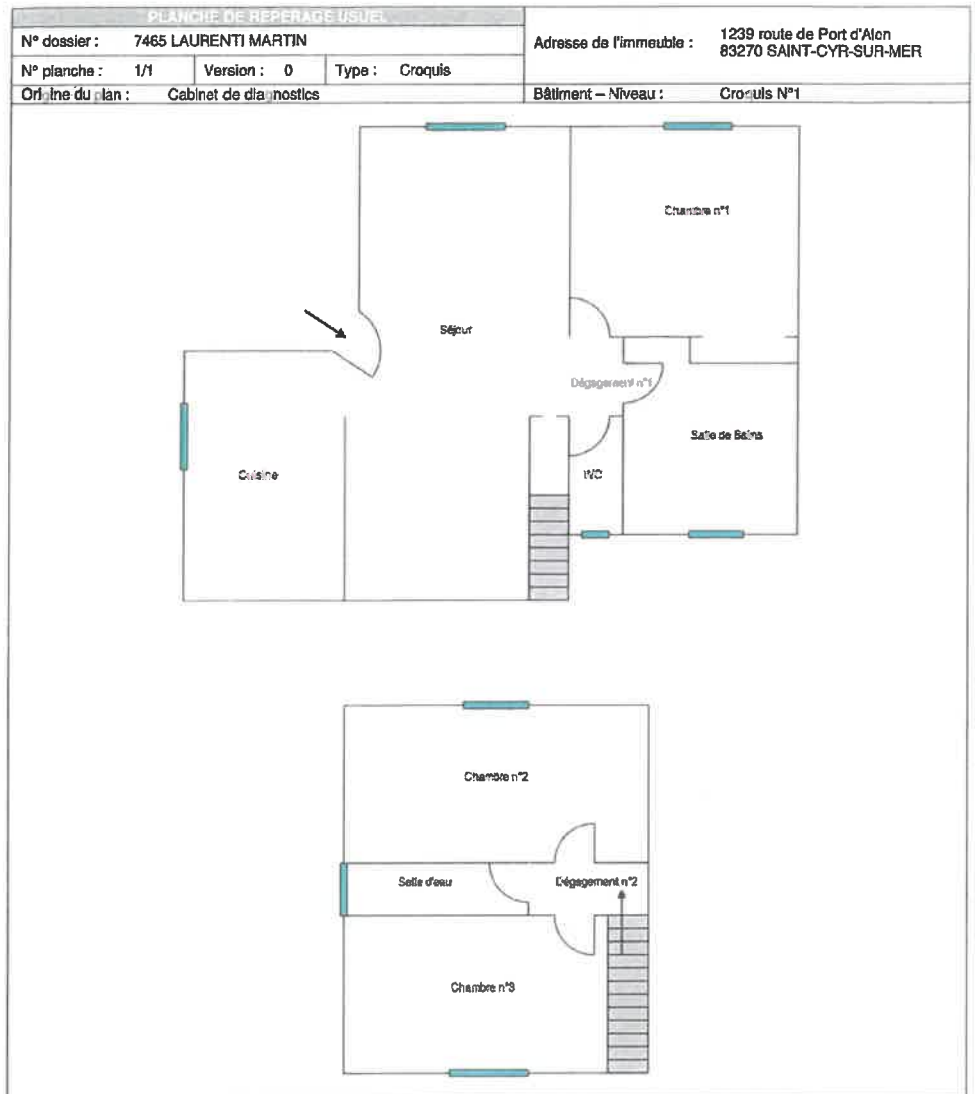 PLANCHE DE REPERAGE USUEL
N° dossier : 7465 LAURENTI MARTIN
Adresse de l'immeuble : 1239 route de Port d'Alon
83270 SAINT-CYR-SUR-MER
N° planche : 1/1 Version : 0 Type : Croquis
Origine du plan : Cabinet de diagnostics
Bâtiment – Niveau : Croquis N°1
Chambre n°1
Séjour
Dégagement n°1
Salle de Bains
Cuisine
WC
Chambre n°2
Salle d'eau
Dégagement n°2
Chambre n°3